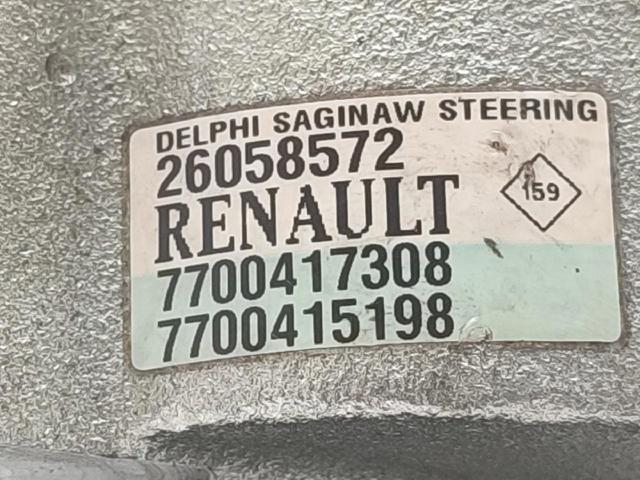 DELPHI SAGINAW STEERING
26058572
159
RENAULT
7700417308
7700415198